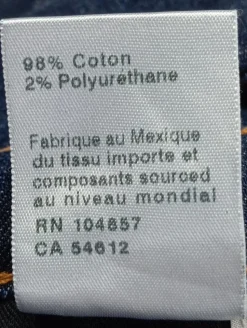 98% Coton
2% Polyurethane
Fabrique au Mexique
du tissu importe et
composants sourced
au niveau mondial
RN 104657
CA 54612